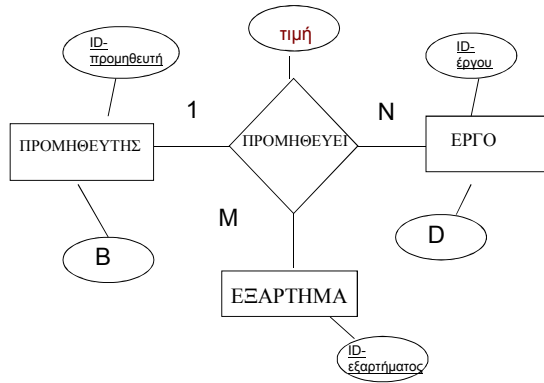 τιμή
ID-
προμηθευτή
ID-
έργου
1
N
ΠΡΟΜΗΘΕΥΤΗΣ
ΠΡΟΜΗΘΕΥΕΙ
ΕΡΓΟ
M
B
D
ΕΞΑΡΤΗΜΑ
ID-
εξαρτήματος